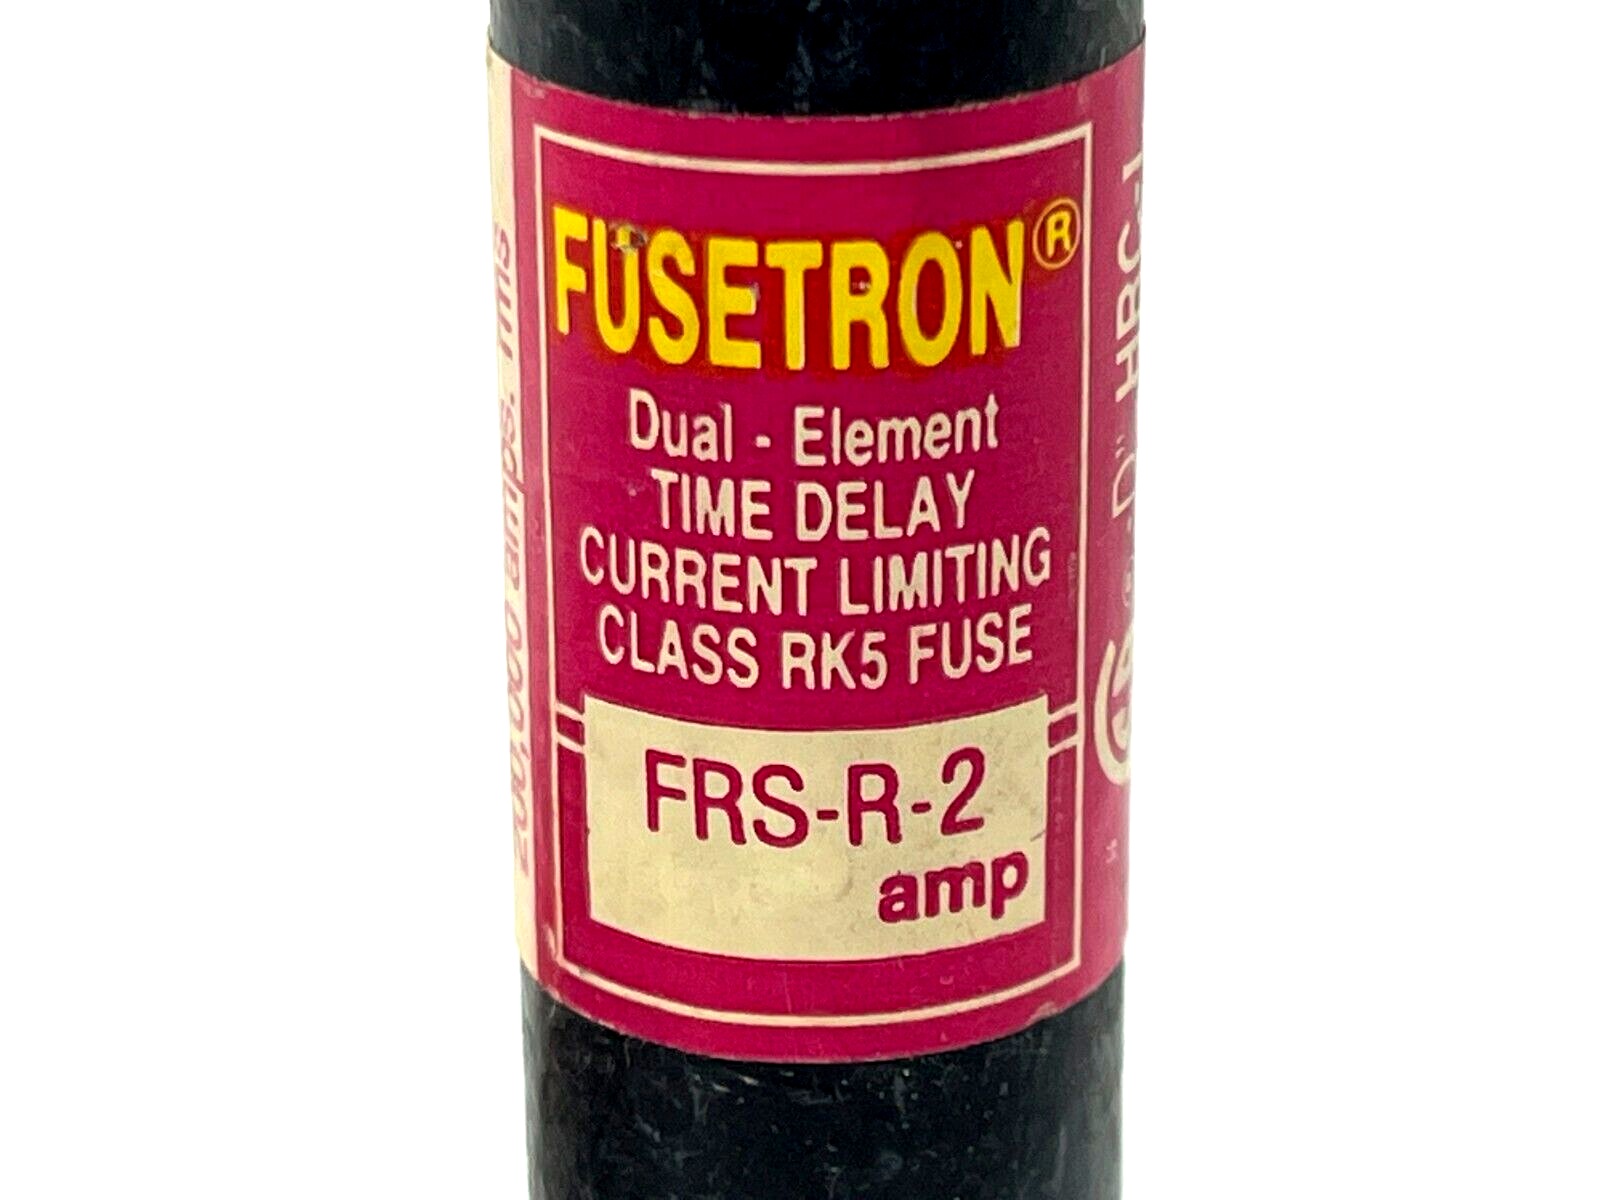 FUSETRON®
Dual - Element
TIME DELAY
CURRENT LIMITING
CLASS RK5 FUSE
FRS-R-2
amp
200,000 amps. rms
"D" HRC-I